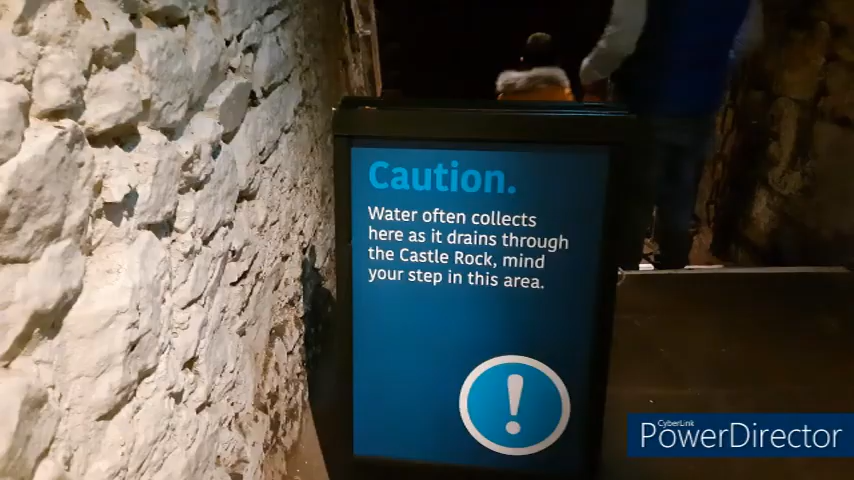 Caution.
Water often collects
here as it drains through
the Castle Rock, mind
your step in this area.
!
CyberLink
PowerDirector